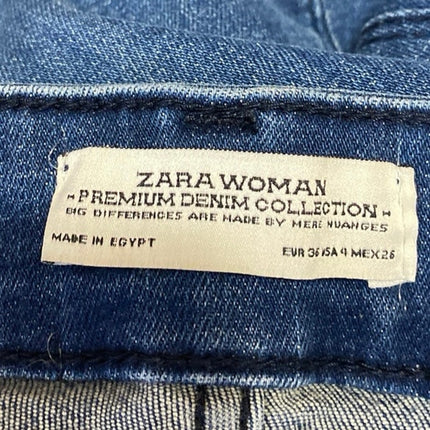 ZARA WOMAN
- PREMIUM DENIM COLLECTION -
BIG DIFFERENCES ARE MADE BY MERE NUANCES
MADE IN EGYPT
EUR 36 USA 4 MEX 26